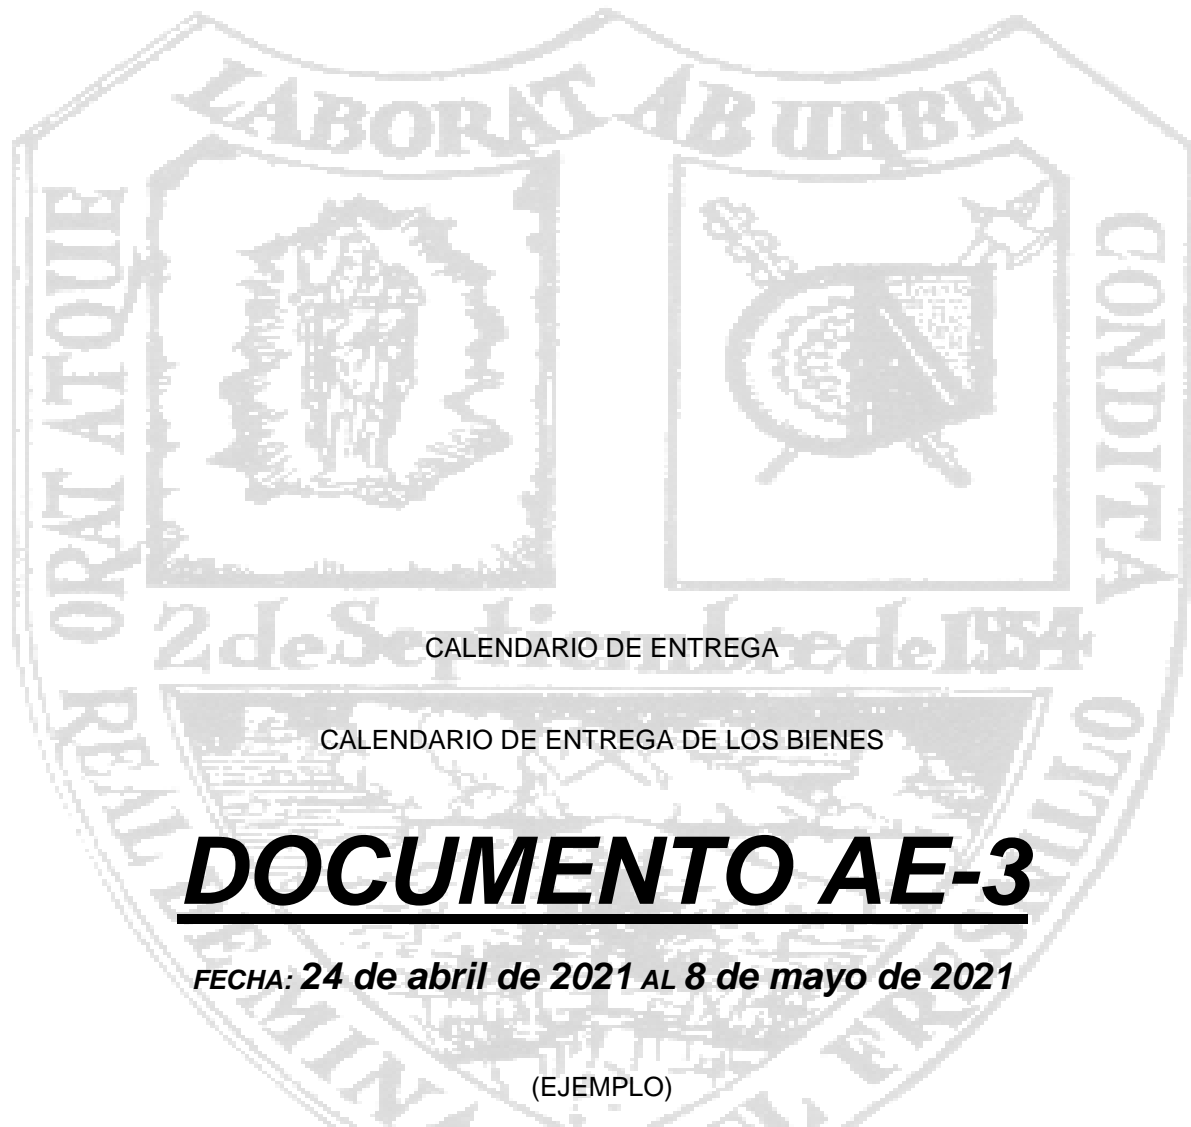 LABORAT AB URBE
CONDITA
ORAT ATQUE
2 de Septiembre de 1554
CALENDARIO DE ENTREGA
CALENDARIO DE ENTREGA DE LOS BIENES
DOCUMENTO AE-3
FECHA: 24 de abril de 2021 AL 8 de mayo de 2021
(EJEMPLO)